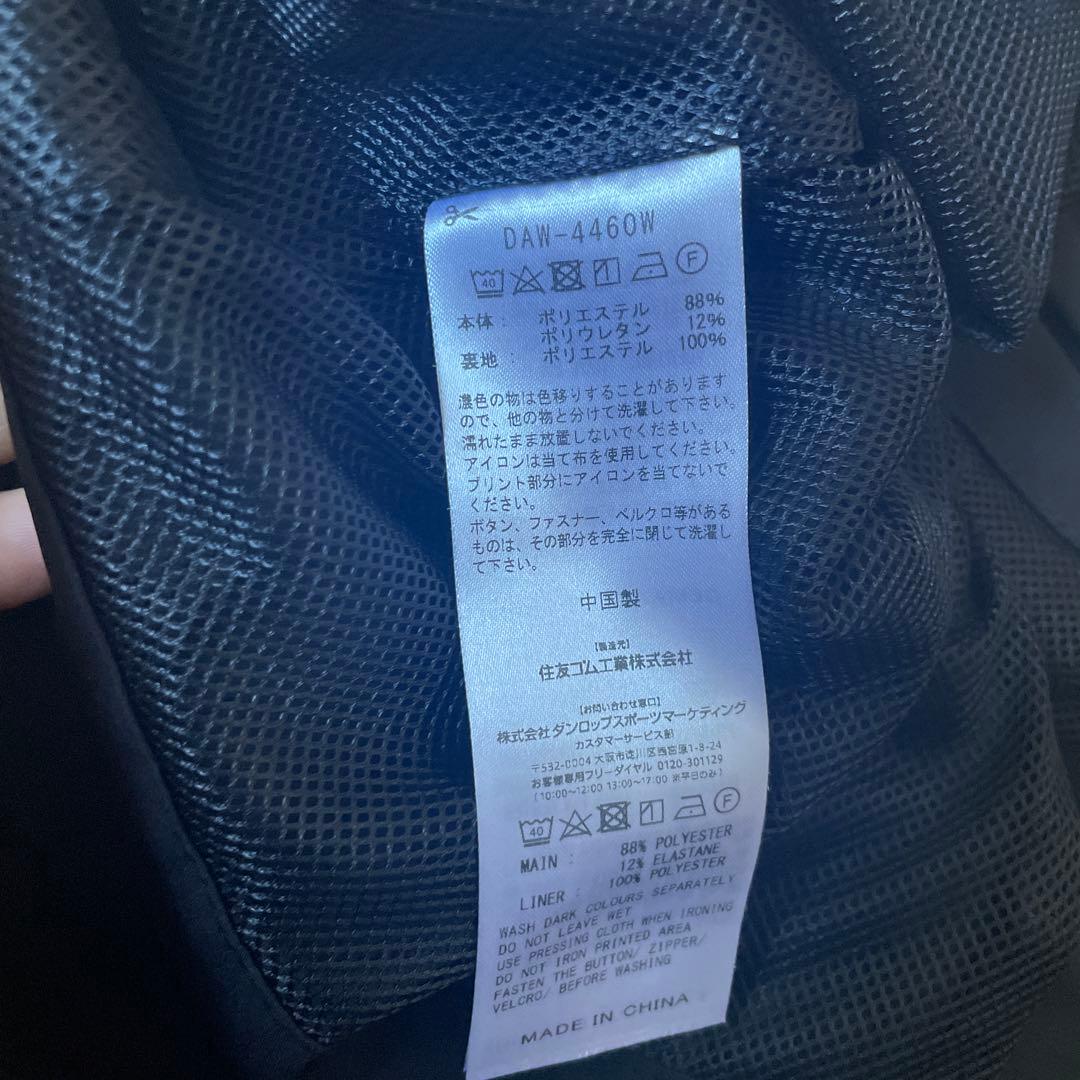 DAW-4460W
40 F
本体: ポリエステル 88%
ポリウレタン 12%
裏地: ポリエステル 100%
濃色の物は色移りすることがあります
ので、他の物と分けて洗濯して下さい。
濡れたまま放置しないでください。
アイロンは当て布を使用してください。
プリント部分にアイロンを当てないで
ください。
ボタン、ファスナー、ベルクロ等がある
ものは、その部分を完全に閉じて洗濯し
て下さい。
中国製
【製造元】
住友ゴム工業株式会社
【お問い合わせ窓口】
株式会社ダンロップスポーツマーケティング
カスタマーサービス部
〒532-0004 大阪市淀川区西宮原1-8-24
お客様専用フリーダイヤル 0120-301129
(10:00~12:00 13:00~17:00 ※平日のみ)
40 F
MAIN : 88% POLYESTER
12% ELASTANE
LINER : 100% POLYESTER
WASH DARK COLOURS SEPARATELY
DO NOT LEAVE WET
USE PRESSING CLOTH WHEN IRONING
DO NOT IRON PRINTED AREA
FASTEN THE BUTTON/ ZIPPER/
VELCRO/ BEFORE WASHING
MADE IN CHINA